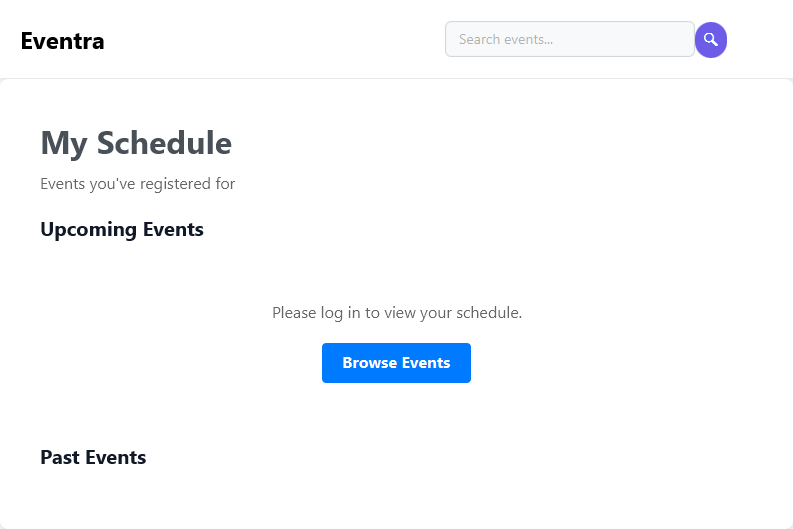 Eventra
Search events...
My Schedule
Events you've registered for
Upcoming Events
Please log in to view your schedule.
Browse Events
Past Events